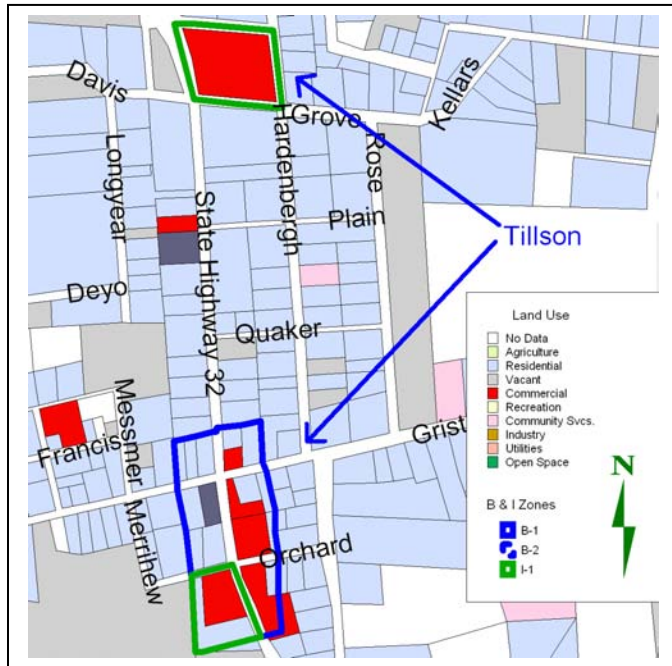 Davis
Longyear
State Highway 32
Hardenbergh
Grove
Rose
Kellars
Plain
Tillson
Deyo
Quaker
Messmer
Francis
Grist
Merrihew
Orchard
Land Use
No Data
Agriculture
Residential
Vacant
Commercial
Recreation
Community Svcs.
Industry
Utilities
Open Space
B & I Zones
B-1
B-2
I-1
N